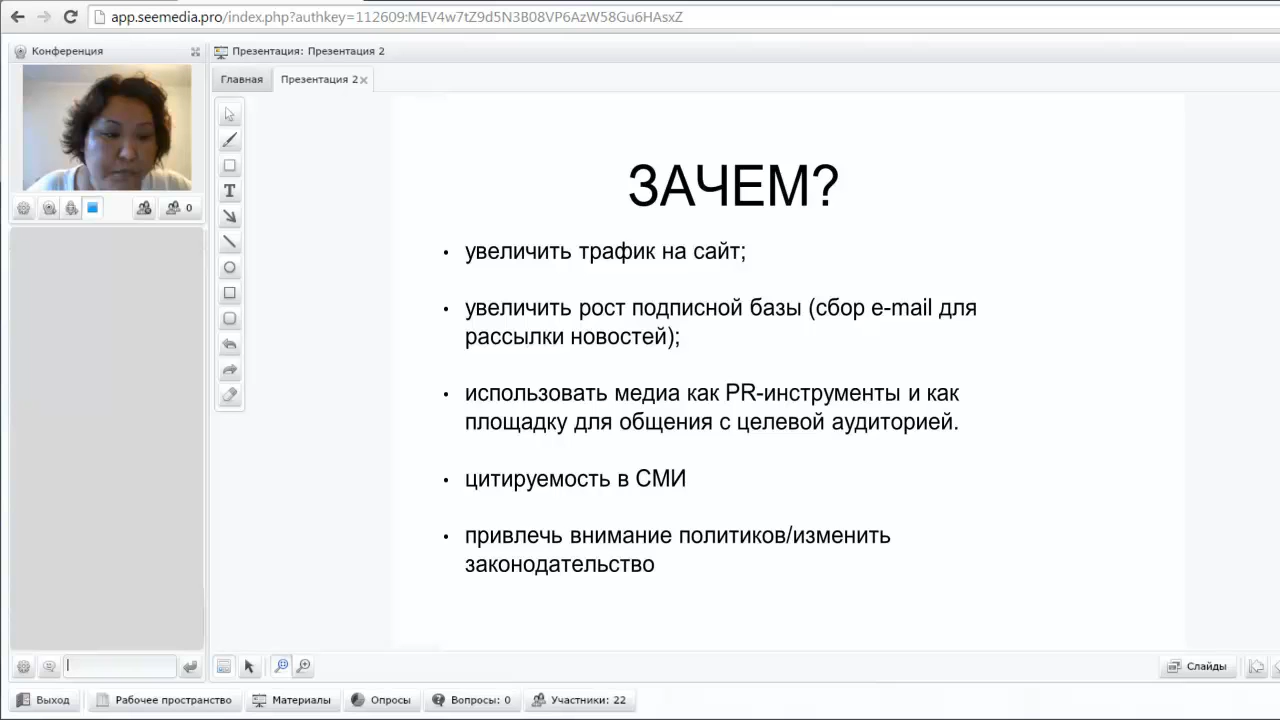 app.seemedia.pro/index.php?authkey=112609:MEV4w7tZ9d5N3B08VP6AzW58Gu6HAsxZ
Конференция
Презентация: Презентация 2
Главная
Презентация 2
T
0
ЗАЧЕМ?
• увеличить трафик на сайт;
• увеличить рост подписной базы (сбор e-mail для
рассылки новостей);
• использовать медиа как PR-инструменты и как
площадку для общения с целевой аудиторией.
• цитируемость в СМИ
• привлечь внимание политиков/изменить
законодательство
Слайды
Выход
Рабочее пространство
Материалы
Опросы
Вопросы: 0
Участники: 22